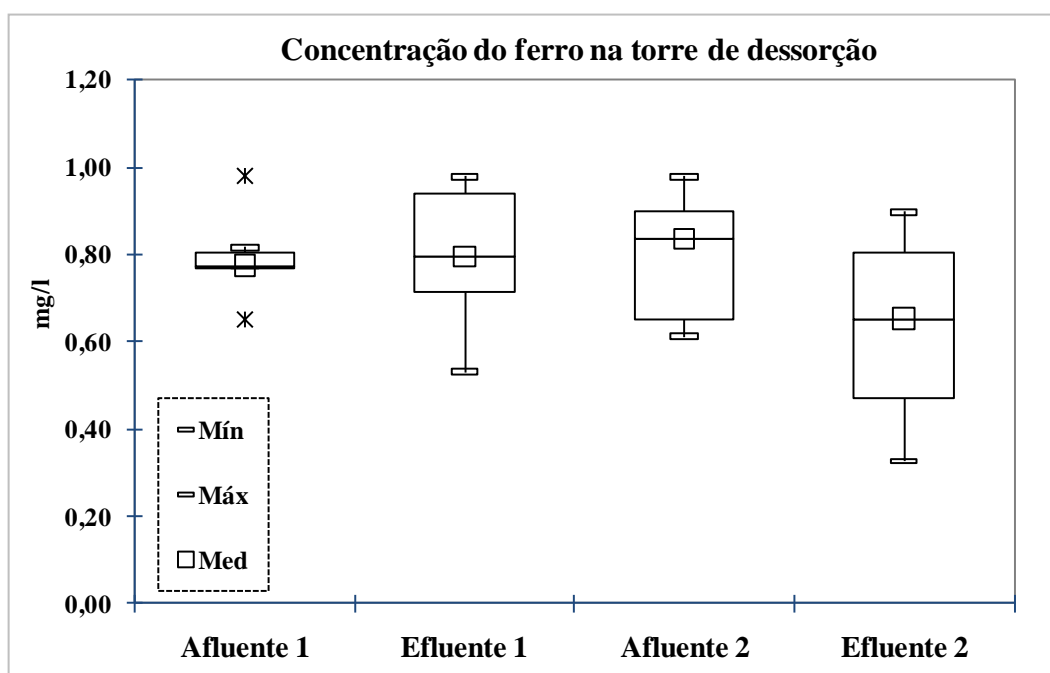 Concentração do ferro na torre de dessorção
1,20
1,00
0,80
0,60
0,40
0,20
0,00
mg/l
Mín
Máx
Med
Afluente 1 Efluente 1 Afluente 2 Efluente 2